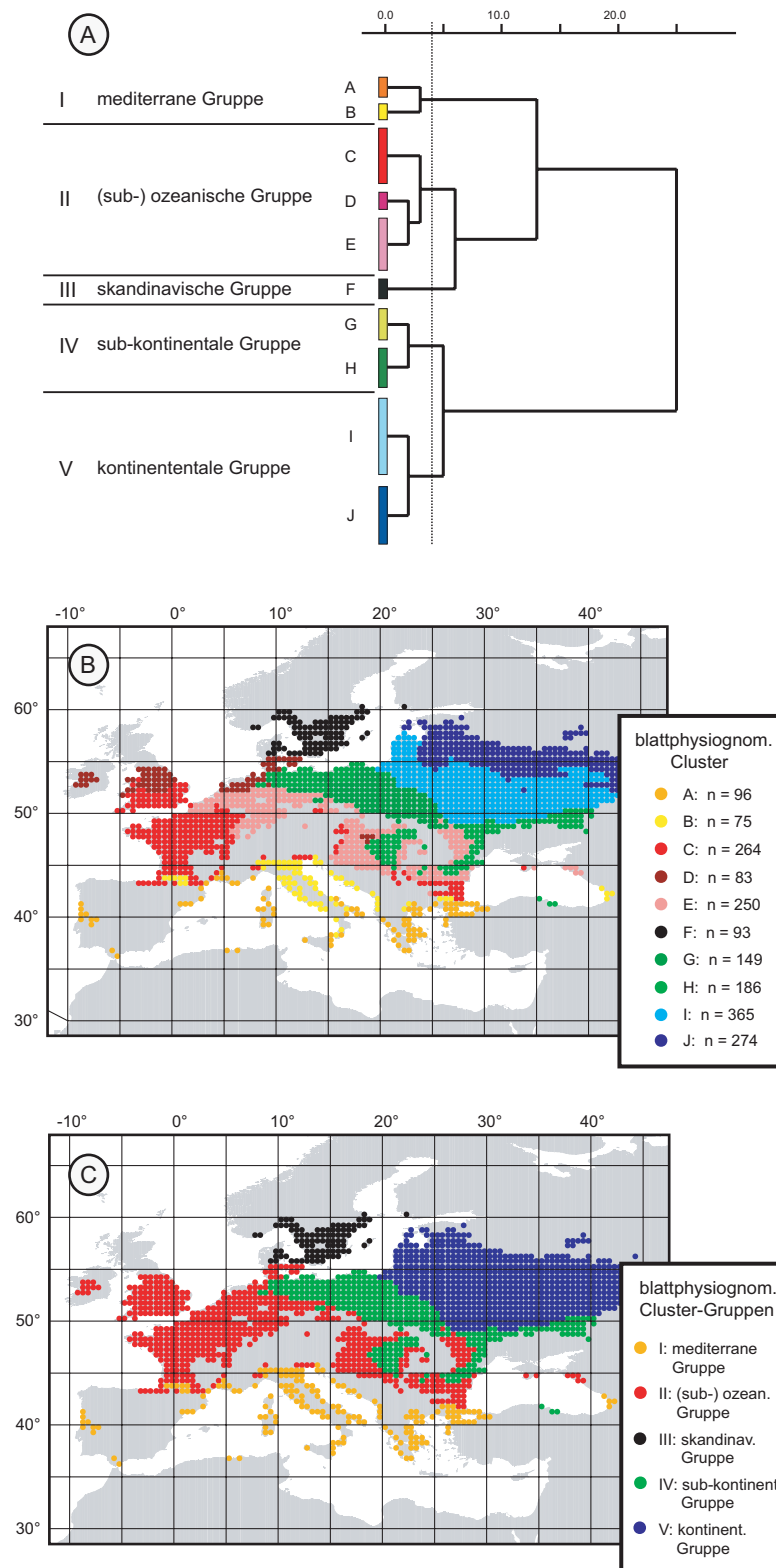 A
0.0 10.0 20.0
I mediterrane Gruppe
A
B
II (sub-) ozeanische Gruppe
C
D
E
III skandinavische Gruppe F
IV sub-kontinentale Gruppe
G
H
V kontinententale Gruppe
I
J
-10° 0° 10° 20° 30° 40°
B
60°
50°
40°
30°
blattphysiognom.
Cluster
A: n = 96
B: n = 75
C: n = 264
D: n = 83
E: n = 250
F: n = 93
G: n = 149
H: n = 186
I: n = 365
J: n = 274
-10° 0° 10° 20° 30° 40°
C
60°
50°
40°
30°
blattphysiognom.
Cluster-Gruppen
I: mediterrane
Gruppe
II: (sub-) ozean.
Gruppe
III: skandinav.
Gruppe
IV: sub-kontinent.
Gruppe
V: kontinent.
Gruppe